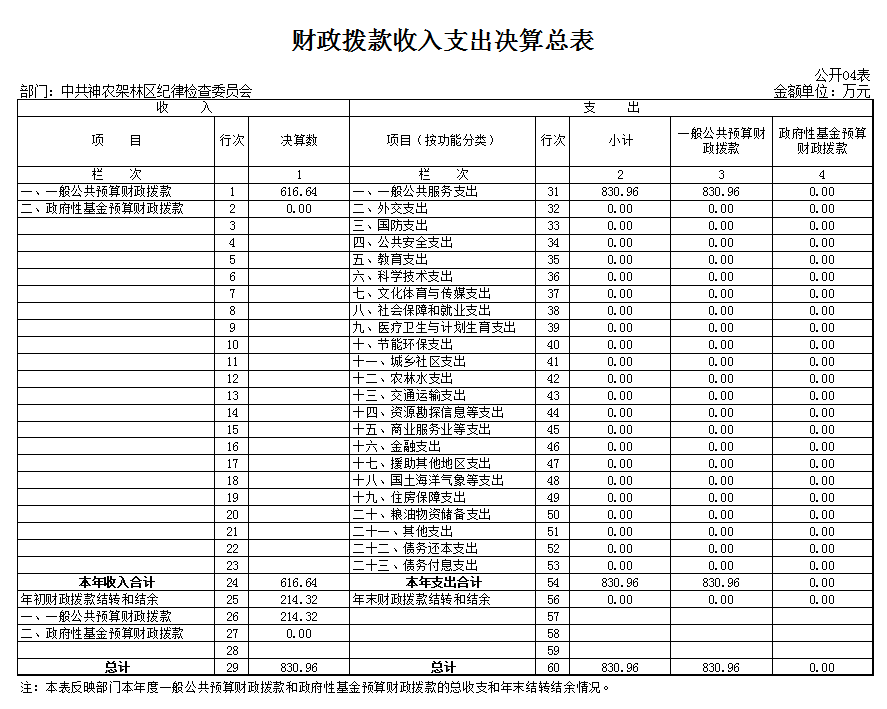 财政拨款收入支出决算总表
公开04表
部门：中共神农架林区纪律检查委员会 金额单位：万元
收 入 支 出
项 目 行次 决算数 项目（按功能分类） 行次 小计 一般公共预算财政拨款 政府性基金预算财政拨款
栏 次 1 栏 次 2 3 4
一、一般公共预算财政拨款 1 616.64 一、一般公共服务支出 31 830.96 830.96 0.00
二、政府性基金预算财政拨款 2 0.00 二、外交支出 32 0.00 0.00 0.00
3 三、国防支出 33 0.00 0.00 0.00
4 四、公共安全支出 34 0.00 0.00 0.00
5 五、教育支出 35 0.00 0.00 0.00
6 六、科学技术支出 36 0.00 0.00 0.00
7 七、文化体育与传媒支出 37 0.00 0.00 0.00
8 八、社会保障和就业支出 38 0.00 0.00 0.00
9 九、医疗卫生与计划生育支出 39 0.00 0.00 0.00
10 十、节能环保支出 40 0.00 0.00 0.00
11 十一、城乡社区支出 41 0.00 0.00 0.00
12 十二、农林水支出 42 0.00 0.00 0.00
13 十三、交通运输支出 43 0.00 0.00 0.00
14 十四、资源勘探信息等支出 44 0.00 0.00 0.00
15 十五、商业服务业等支出 45 0.00 0.00 0.00
16 十六、金融支出 46 0.00 0.00 0.00
17 十七、援助其他地区支出 47 0.00 0.00 0.00
18 十八、国土海洋气象等支出 48 0.00 0.00 0.00
19 十九、住房保障支出 49 0.00 0.00 0.00
20 二十、粮油物资储备支出 50 0.00 0.00 0.00
21 二十一、其他支出 51 0.00 0.00 0.00
22 二十二、债务还本支出 52 0.00 0.00 0.00
23 二十三、债务付息支出 53 0.00 0.00 0.00
本年收入合计 24 616.64 本年支出合计 54 830.96 830.96 0.00
年初财政拨款结转和结余 25 214.32 年末财政拨款结转和结余 56 0.00 0.00 0.00
一、一般公共预算财政拨款 26 214.32 57
二、政府性基金预算财政拨款 27 0.00 58
28 59
总计 29 830.96 总计 60 830.96 830.96 0.00
注：本表反映部门本年度一般公共预算财政拨款和政府性基金预算财政拨款的总收支和年末结转结余情况。